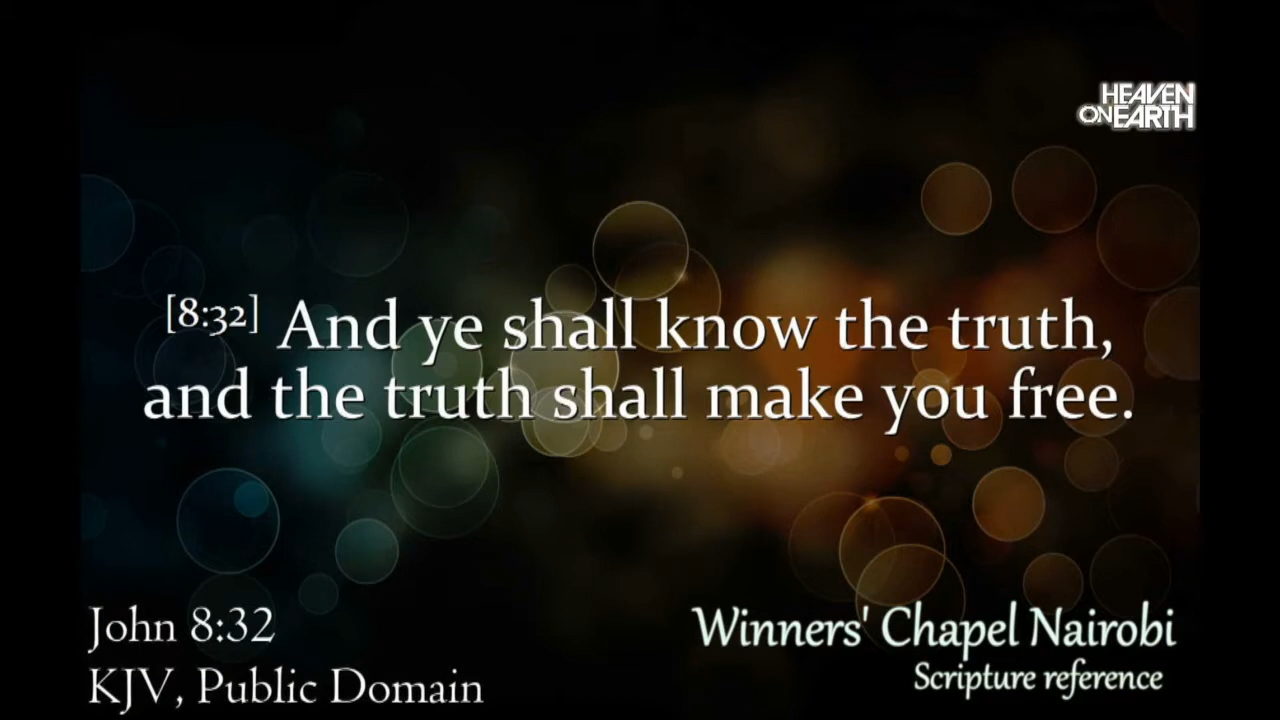 HEAVEN
ON EARTH
[8:32] And ye shall know the truth,
and the truth shall make you free.
John 8:32
KJV, Public Domain
Winners' Chapel Nairobi
Scripture reference